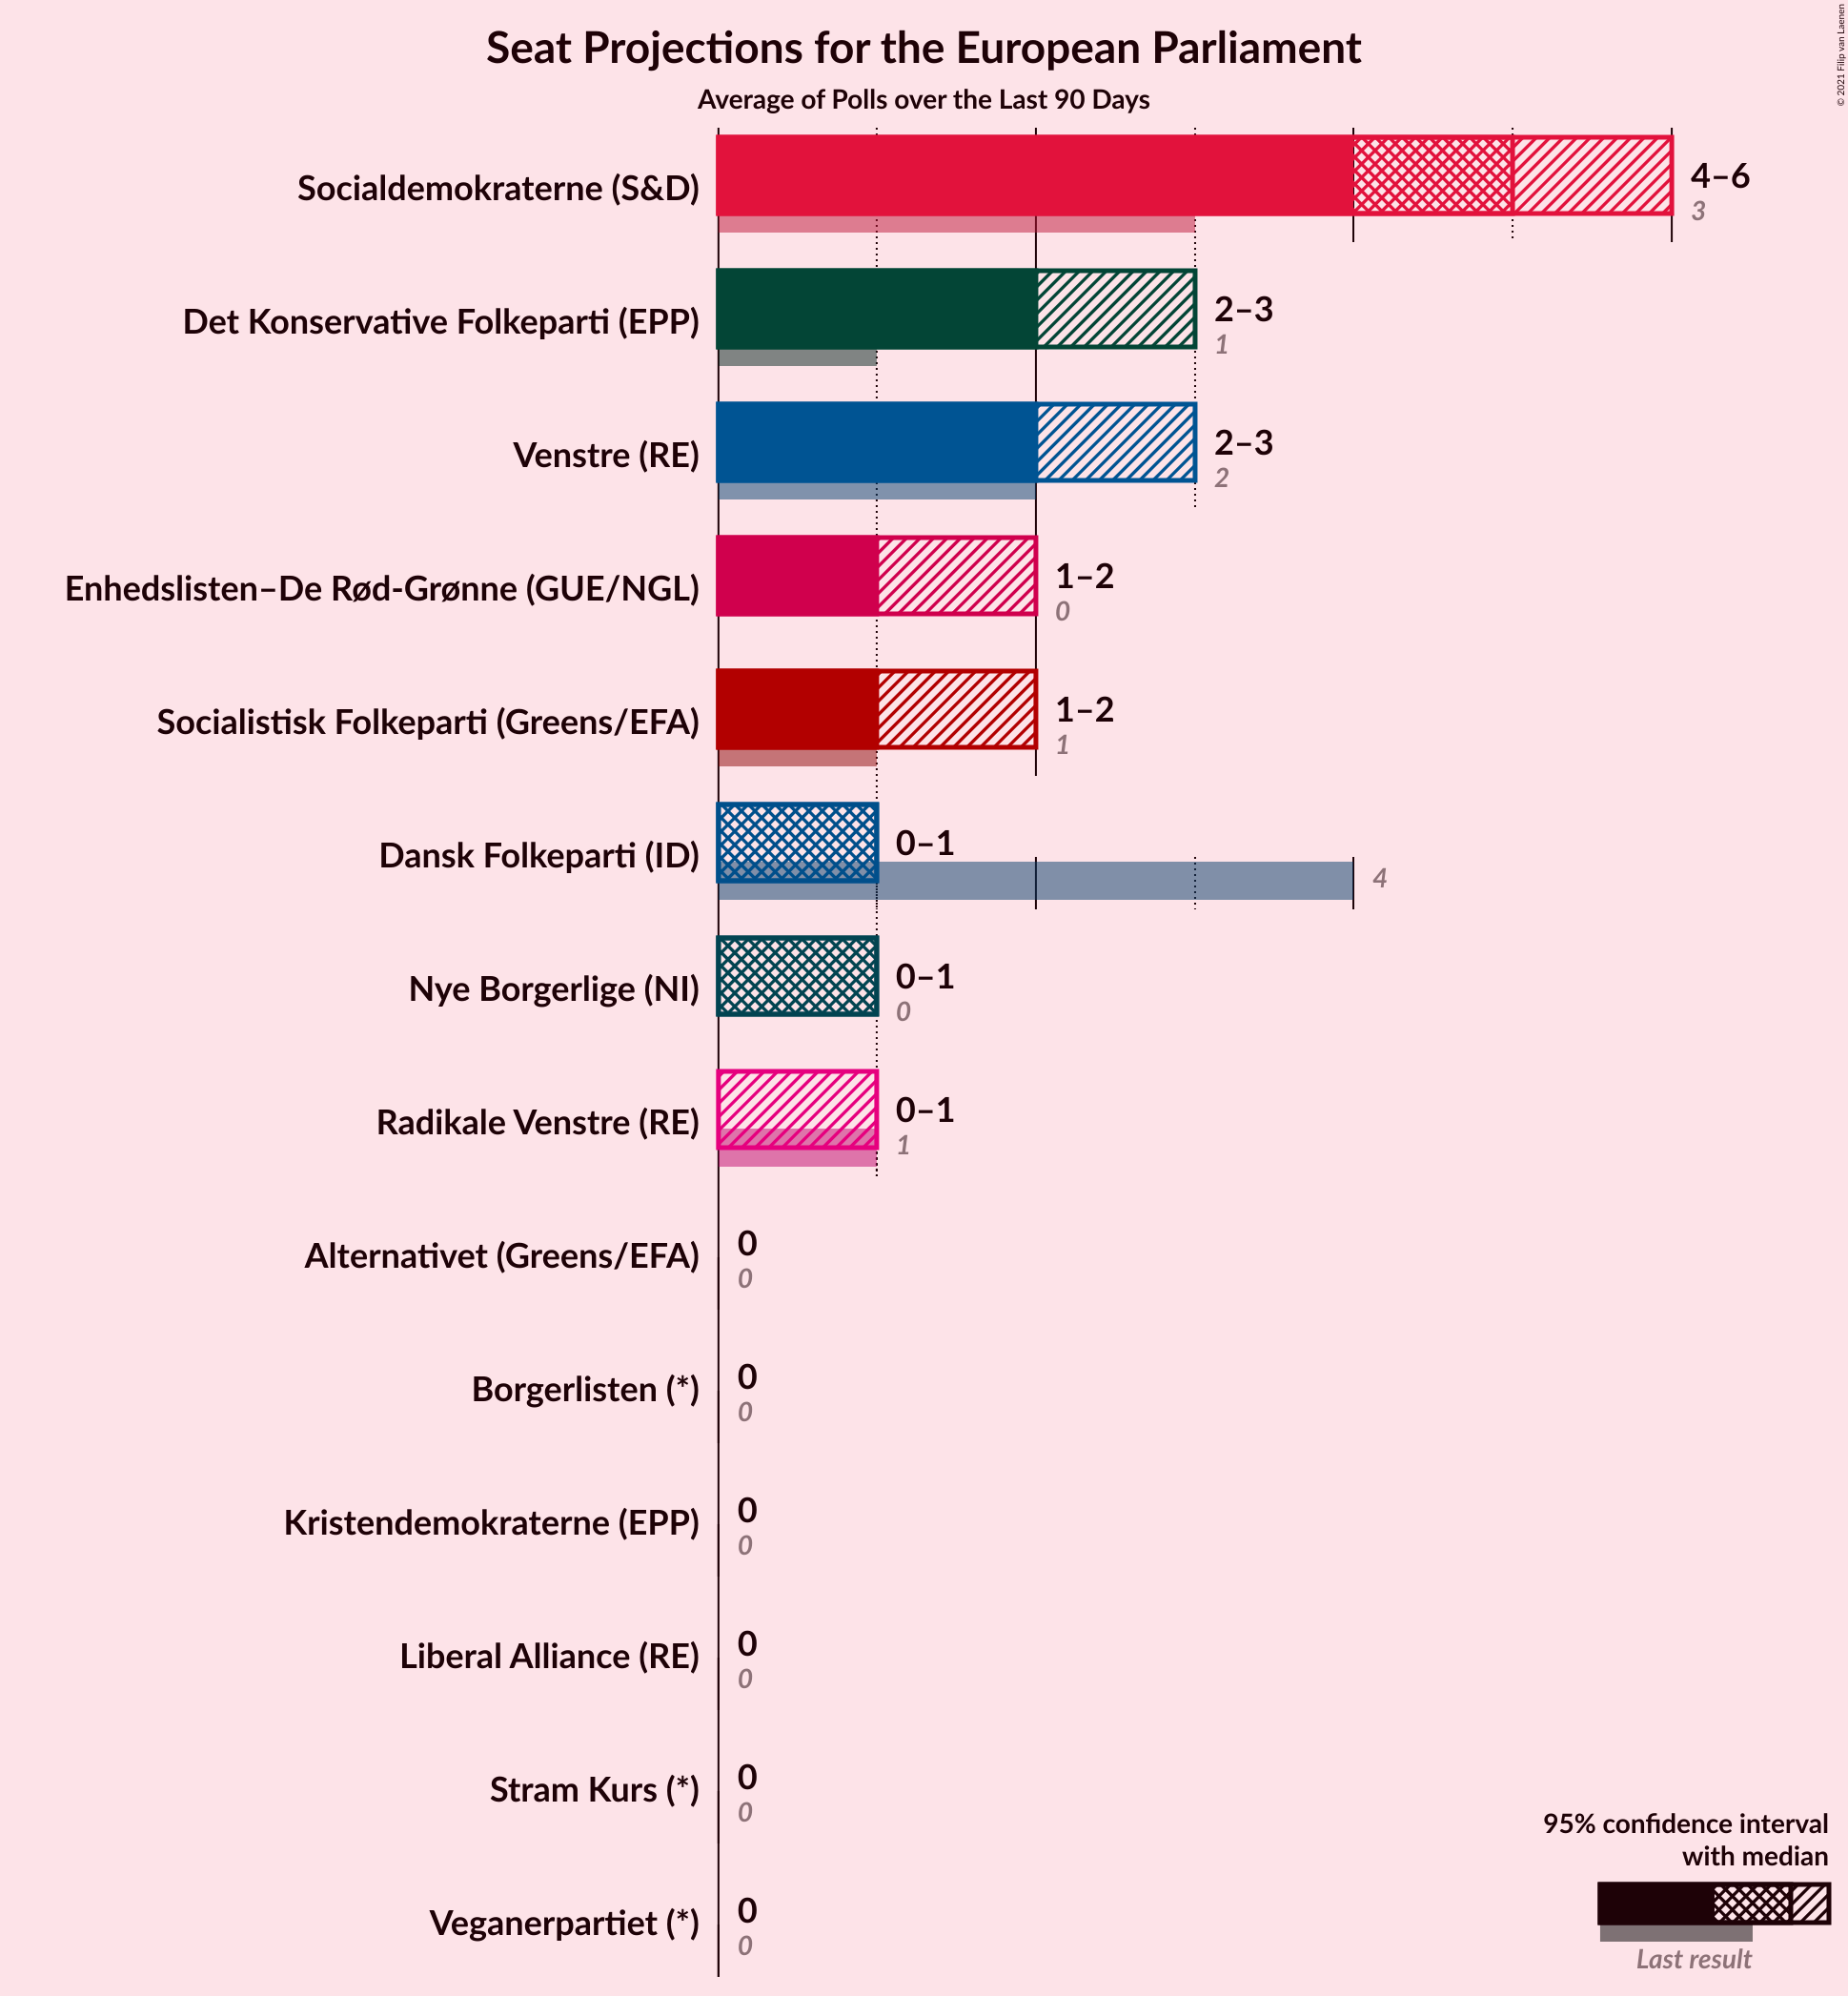 Seat Projections for the European Parliament
Average of Polls over the Last 90 Days
© 2021 Filip van Laenen
Socialdemokraterne (S&D)
4–6
3
Det Konservative Folkeparti (EPP)
2–3
1
Venstre (RE)
2–3
2
Enhedslisten–De Rød-Grønne (GUE/NGL)
1–2
0
Socialistisk Folkeparti (Greens/EFA)
1–2
1
Dansk Folkeparti (ID)
0–1
4
Nye Borgerlige (NI)
0–1
0
Radikale Venstre (RE)
0–1
1
Alternativet (Greens/EFA)
0
0
Borgerlisten (*)
0
0
Kristendemokraterne (EPP)
0
0
Liberal Alliance (RE)
0
0
Stram Kurs (*)
0
0
Veganerpartiet (*)
0
0
95% confidence interval
with median
Last result